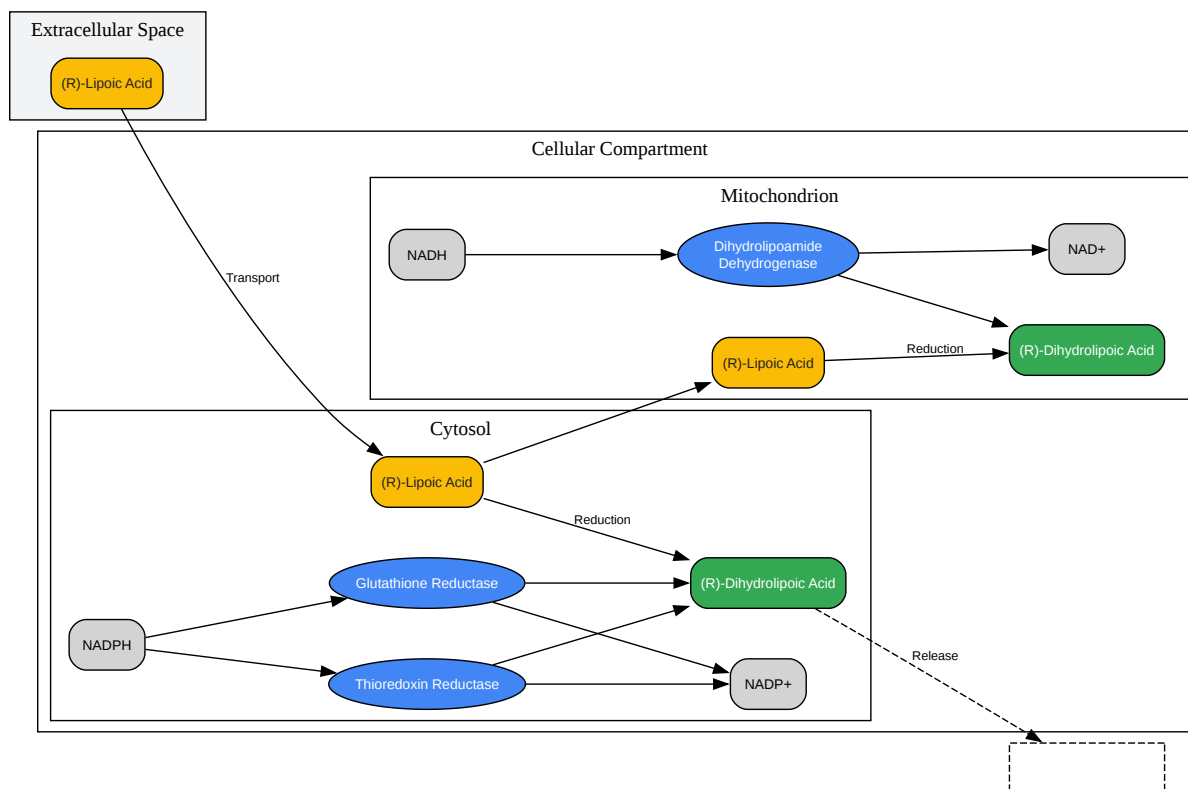 Extracellular Space
(R)-Lipoic Acid
Cellular Compartment
Mitochondrion
NADH
Dihydrolipoamide
Dehydrogenase
NAD+
Transport
(R)-Lipoic Acid
Reduction
(R)-Dihydrolipoic Acid
Cytosol
(R)-Lipoic Acid
Reduction
Glutathione Reductase
(R)-Dihydrolipoic Acid
NADPH
Thioredoxin Reductase
NADP+
Release